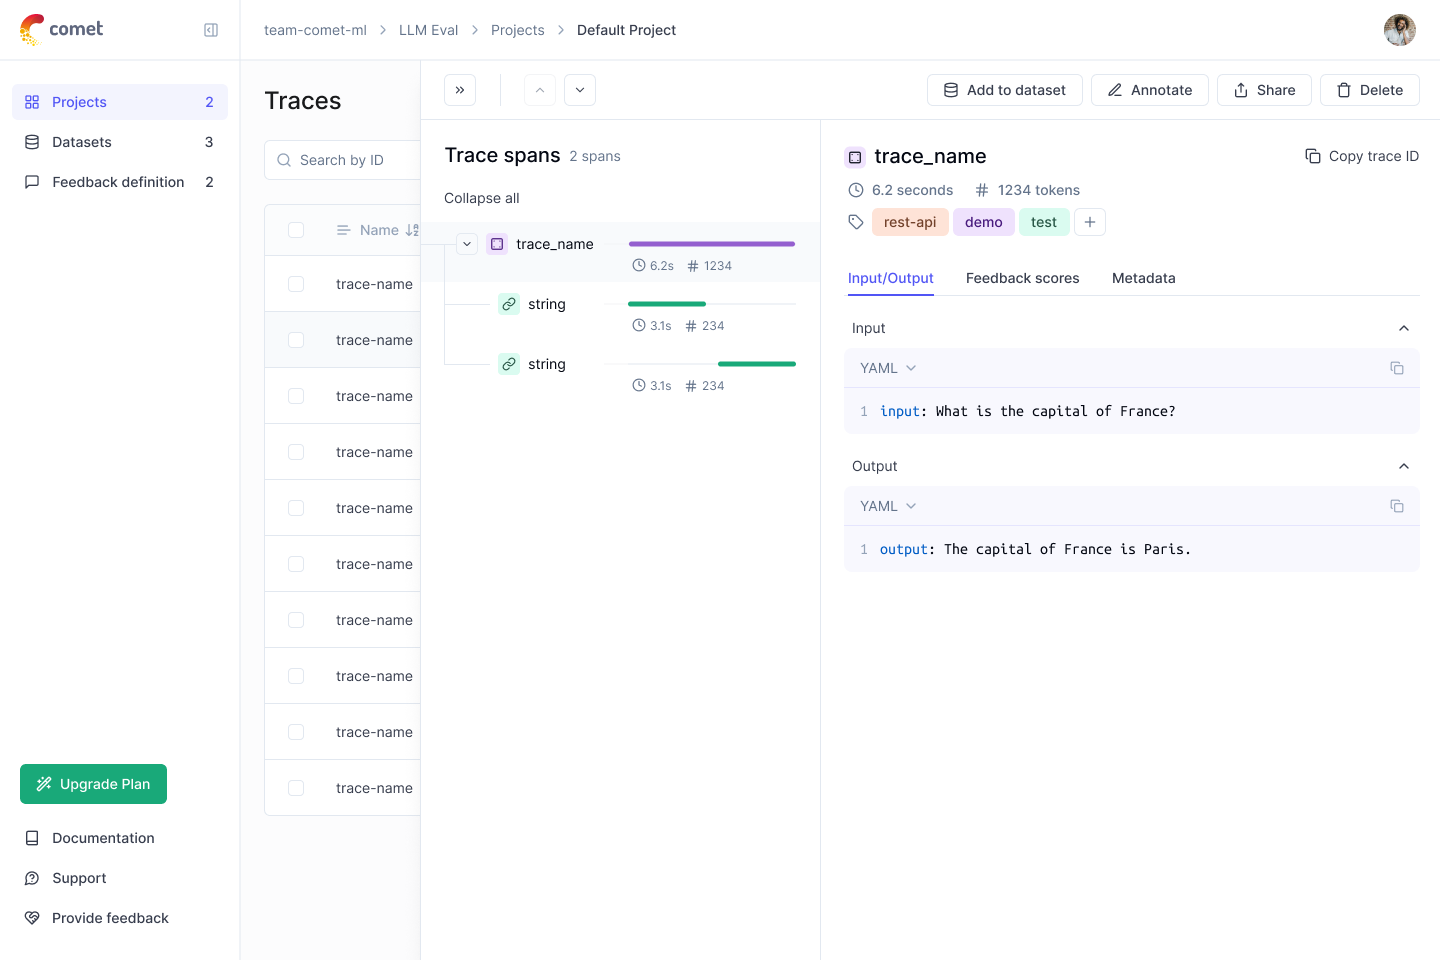 comet
team-comet-ml
LLM Eval
Projects
Default Project
Projects 2
Datasets 3
Feedback definition 2
Upgrade Plan
Documentation
Support
Provide feedback
Traces
Search by ID
Name
trace-name
trace-name
trace-name
trace-name
trace-name
trace-name
trace-name
trace-name
trace-name
trace-name
Add to dataset
Annotate
Share
Delete
Trace spans 2 spans
Collapse all
trace_name
6.2s 1234
string
3.1s 234
string
3.1s 234
trace_name
Copy trace ID
6.2 seconds 1234 tokens
rest-api demo test
Input/Output Feedback scores Metadata
Input
YAML
1 input: What is the capital of France?
Output
YAML
1 output: The capital of France is Paris.